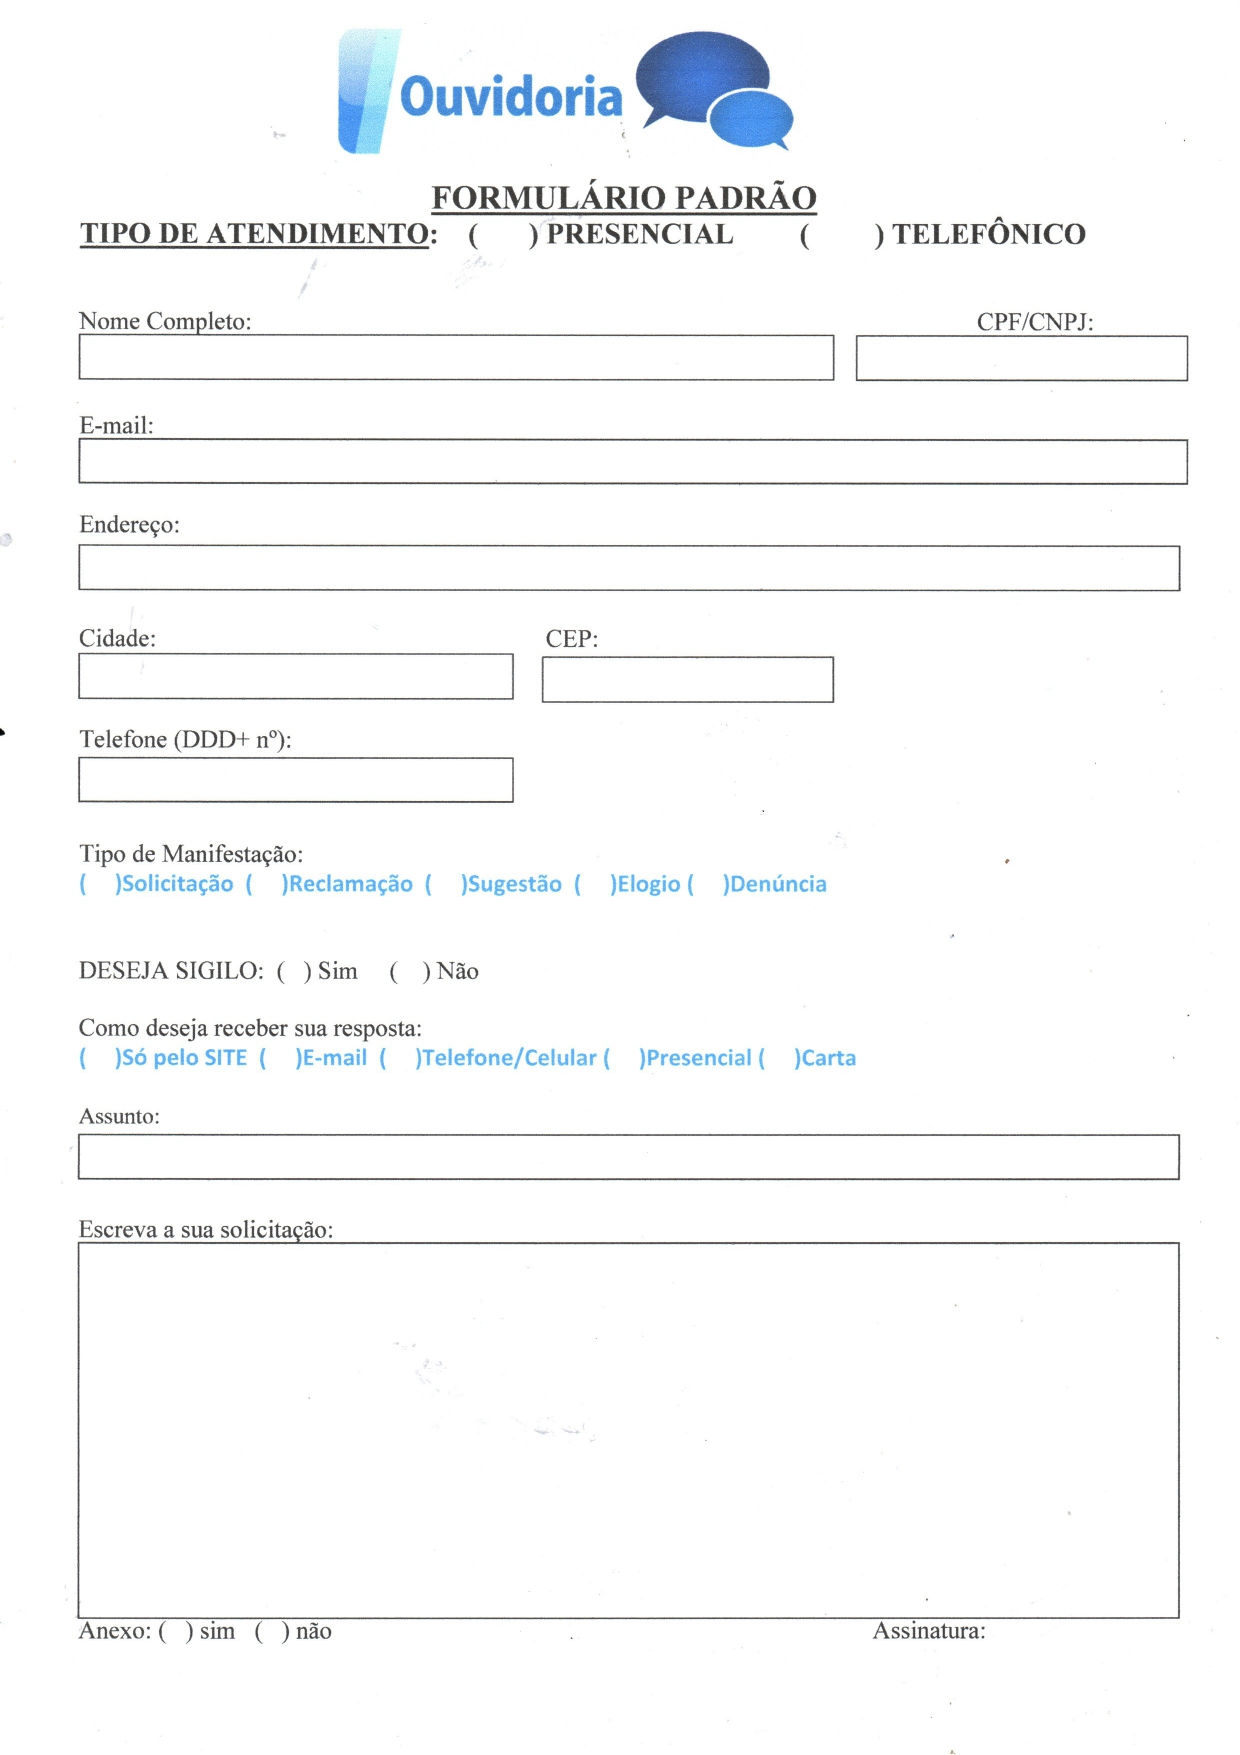 Ouvidoria
FORMULÁRIO PADRÃO
TIPO DE ATENDIMENTO: (      ) PRESENCIAL      (      ) TELEFÔNICO
Nome Completo: CPF/CNPJ:
E-mail:
Endereço:
Cidade: CEP:
Telefone (DDD+ nº):
Tipo de Manifestação:
(    )Solicitação (    )Reclamação (    )Sugestão (    )Elogio (    )Denúncia
DESEJA SIGILO: (   ) Sim    (   ) Não
Como deseja receber sua resposta:
(    )Só pelo SITE (    )E-mail (    )Telefone/Celular (    )Presencial (    )Carta
Assunto:
Escreva a sua solicitação:
Anexo: (   ) sim   (   ) não Assinatura: